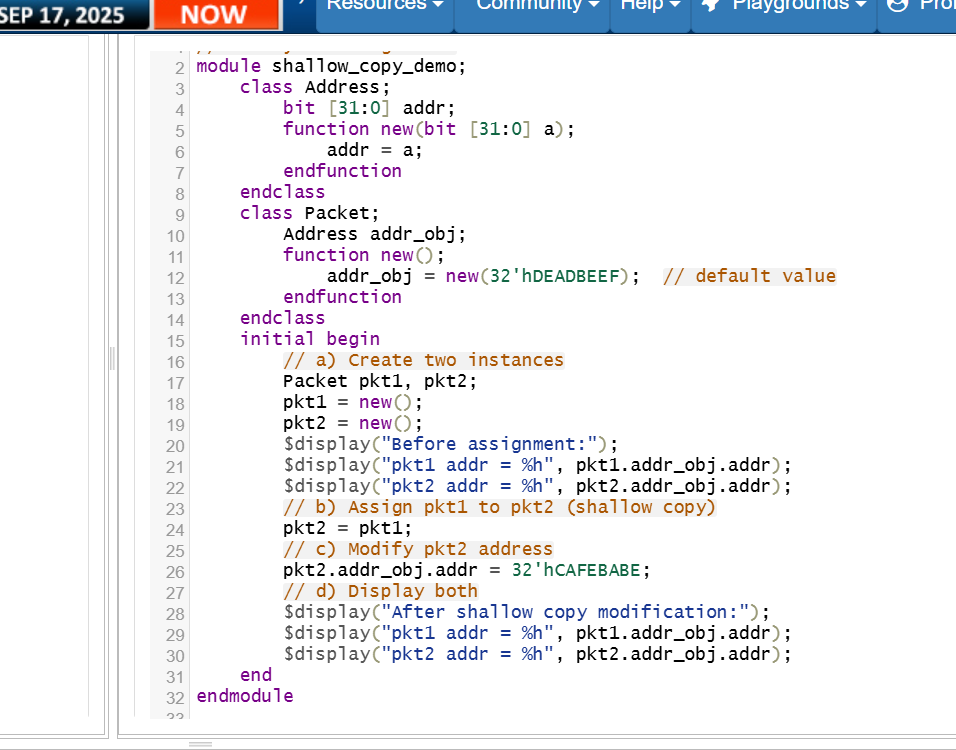 SEP 17, 2025 NOW Resources Community Help Playgrounds
2 module shallow_copy_demo;
3 class Address;
4 bit [31:0] addr;
5 function new(bit [31:0] a);
6 addr = a;
7 endfunction
8 endclass
9 class Packet;
10 Address addr_obj;
11 function new();
12 addr_obj = new(32'hDEADBEEF);  // default value
13 endfunction
14 endclass
15 initial begin
16 // a) Create two instances
17 Packet pkt1, pkt2;
18 pkt1 = new();
19 pkt2 = new();
20 $display("Before assignment:");
21 $display("pkt1 addr = %h", pkt1.addr_obj.addr);
22 $display("pkt2 addr = %h", pkt2.addr_obj.addr);
23 // b) Assign pkt1 to pkt2 (shallow copy)
24 pkt2 = pkt1;
25 // c) Modify pkt2 address
26 pkt2.addr_obj.addr = 32'hCAFEBABE;
27 // d) Display both
28 $display("After shallow copy modification:");
29 $display("pkt1 addr = %h", pkt1.addr_obj.addr);
30 $display("pkt2 addr = %h", pkt2.addr_obj.addr);
31 end
32 endmodule